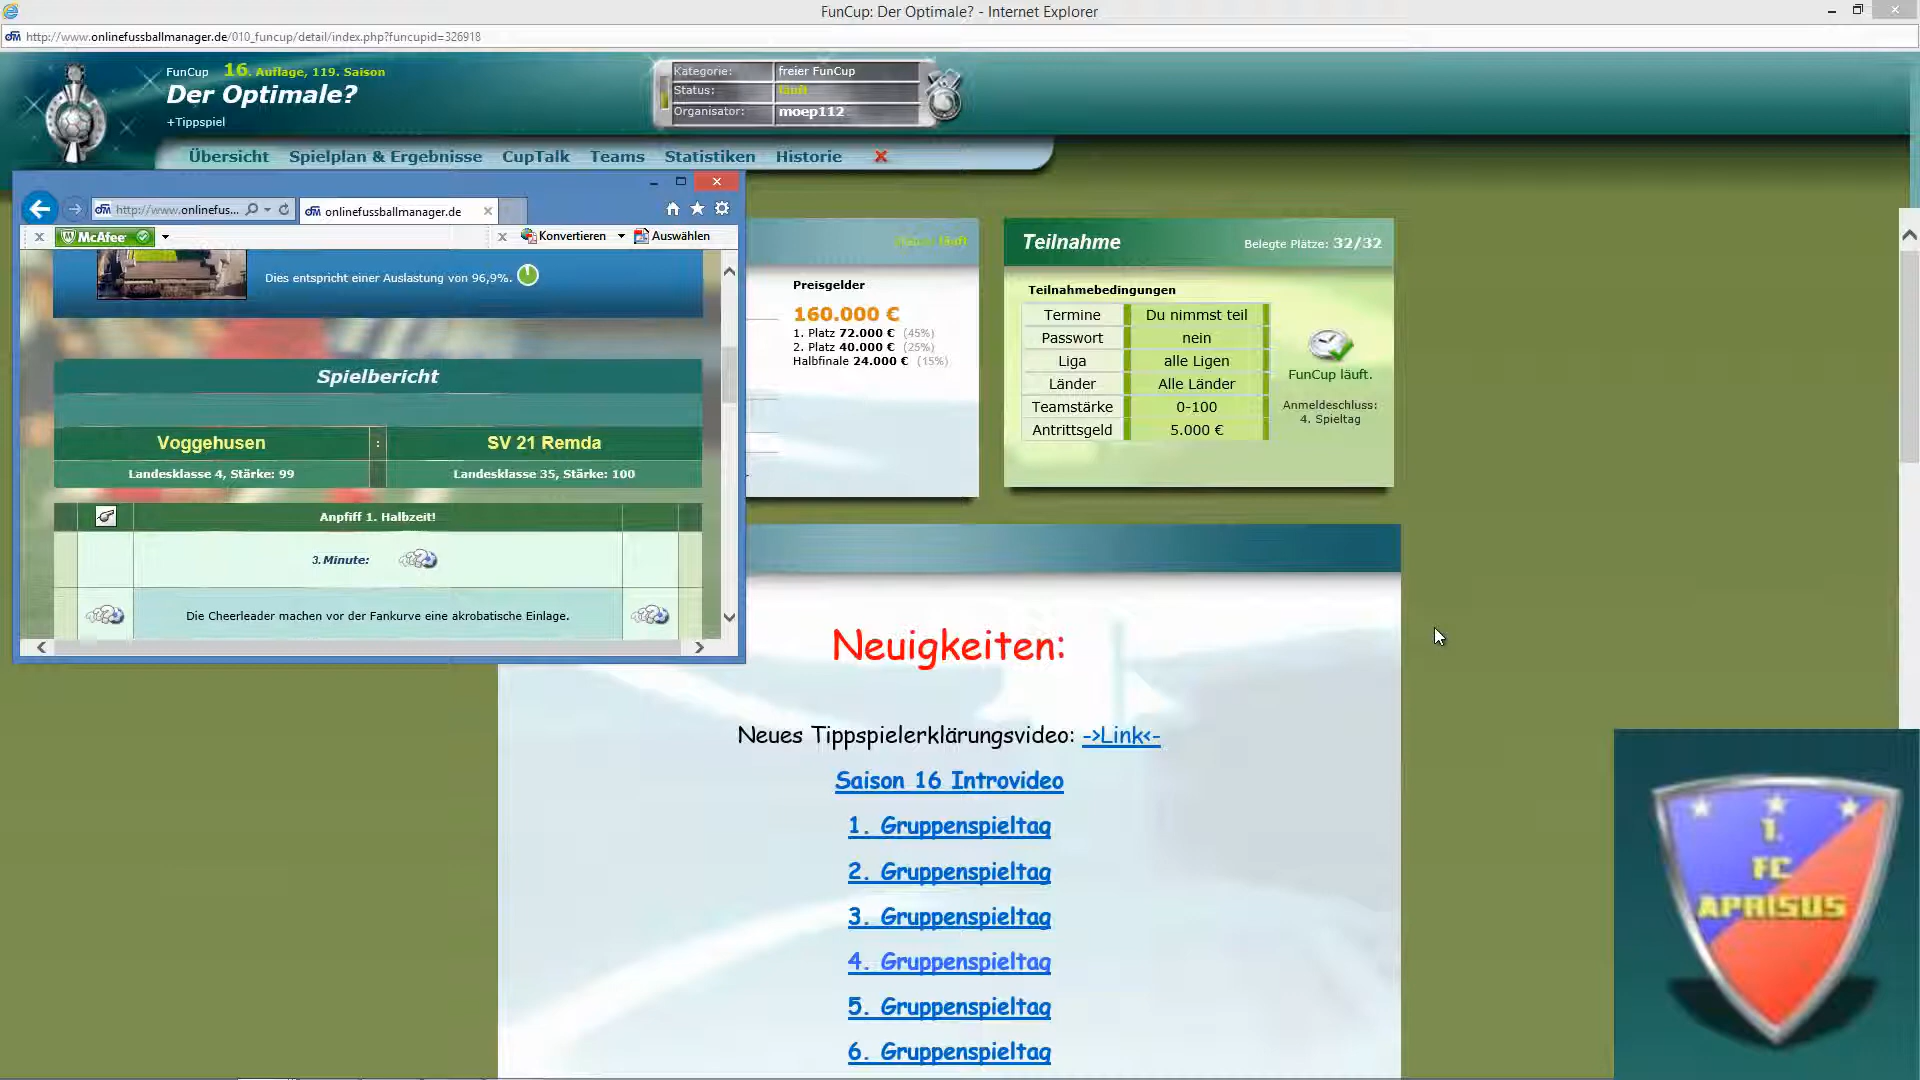 FunCup: Der Optimale? - Internet Explorer
http://www.onlinefussballmanager.de/010_funcup/detail/index.php?funcupid=326918
FunCup 16. Auflage, 119. Saison
Der Optimale?
+Tippspiel
Kategorie: freier FunCup
Status: läuft
Organisator: moep112
Übersicht Spielplan & Ergebnisse CupTalk Teams Statistiken Historie
http://www.onlinefus...
onlinefussballmanager.de
McAfee
Konvertieren Auswählen
Dies entspricht einer Auslastung von 96,9%.
Spielbericht
Voggehusen : SV 21 Remda
Landesklasse 4, Stärke: 99 Landesklasse 35, Stärke: 100
Anpfiff 1. Halbzeit!
3.Minute:
Die Cheerleader machen vor der Fankurve eine akrobatische Einlage.
läuft
Preisgelder
160.000 €
1. Platz 72.000 € (45%)
2. Platz 40.000 € (25%)
Halbfinale 24.000 € (15%)
Teilnahme
Belegte Plätze: 32/32
Teilnahmebedingungen
Termine Du nimmst teil
Passwort nein
Liga alle Ligen
Länder Alle Länder
Teamstärke 0-100
Antrittsgeld 5.000 €
FunCup läuft.
Anmeldeschluss:
4. Spieltag
Neuigkeiten:
Neues Tippspielerklärungsvideo: ->Link<-
Saison 16 Introvideo
1. Gruppenspieltag
2. Gruppenspieltag
3. Gruppenspieltag
4. Gruppenspieltag
5. Gruppenspieltag
6. Gruppenspieltag
1.
FC
APRISUS